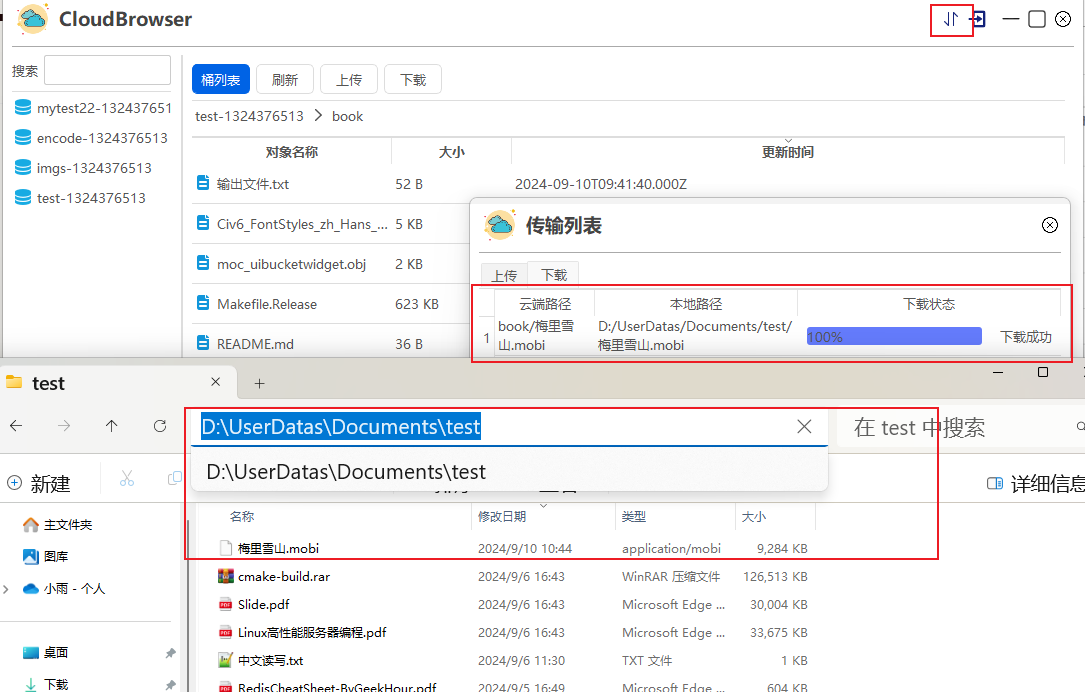 CloudBrowser
搜索
桶列表 刷新 上传 下载
mytest22-132437651
encode-1324376513
imgs-1324376513
test-1324376513
test-1324376513 > book
对象名称 大小 更新时间
输出文件.txt 52 B 2024-09-10T09:41:40.000Z
Civ6_FontStyles_zh_Hans_... 5 KB
moc_uibucketwidget.obj 2 KB
Makefile.Release 623 KB
README.md 36 B
传输列表
上传 下载
云端路径 本地路径 下载状态
1 book/梅里雪山.mobi D:/UserDatas/Documents/test/梅里雪山.mobi 100% 下载成功
test
D:\UserDatas\Documents\test
在 test 中搜索
D:\UserDatas\Documents\test
新建
详细信息
主文件夹
图库
小雨 - 个人
桌面
下载
名称 修改日期 类型 大小
梅里雪山.mobi 2024/9/10 10:44 application/mobi 9,284 KB
cmake-build.rar 2024/9/6 16:43 WinRAR 压缩文件 126,513 KB
Slide.pdf 2024/9/6 16:43 Microsoft Edge ... 30,004 KB
Linux高性能服务器编程.pdf 2024/9/6 16:43 Microsoft Edge ... 33,675 KB
中文读写.txt 2024/9/6 11:30 TXT 文件 1 KB
RedisCheatSheet-ByGeekHour.pdf 2024/9/5 16:49 Microsoft Edge ... 604 KB